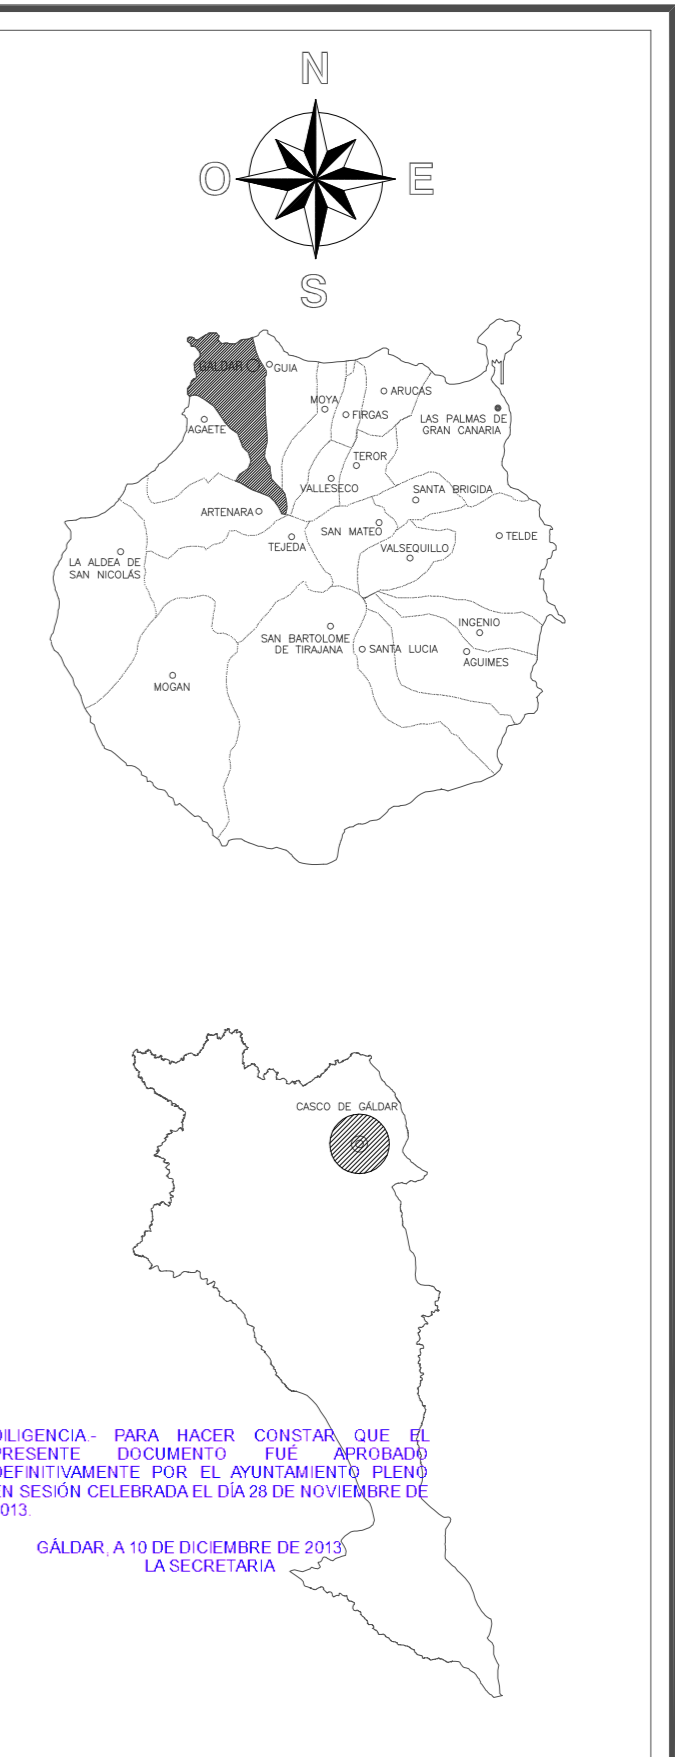 N
O
E
S
GALDAR
GUIA
MOYA
ARUCAS
FIRGAS
LAS PALMAS DE
GRAN CANARIA
AGAETE
TEROR
VALLESECO
SANTA BRIGIDA
ARTENARA
SAN MATEO
TELDE
TEJEDA
VALSEQUILLO
LA ALDEA DE
SAN NICOLÁS
INGENIO
SAN BARTOLOME
DE TIRAJANA
SANTA LUCIA
AGUIMES
MOGAN
CASCO DE GÁLDAR
DILIGENCIA.- PARA HACER CONSTAR QUE EL
PRESENTE DOCUMENTO FUÉ APROBADO
DEFINITIVAMENTE POR EL AYUNTAMIENTO PLENO
EN SESIÓN CELEBRADA EL DÍA 28 DE NOVIEMBRE DE
2013.
GÁLDAR, A 10 DE DICIEMBRE DE 2013
LA SECRETARIA